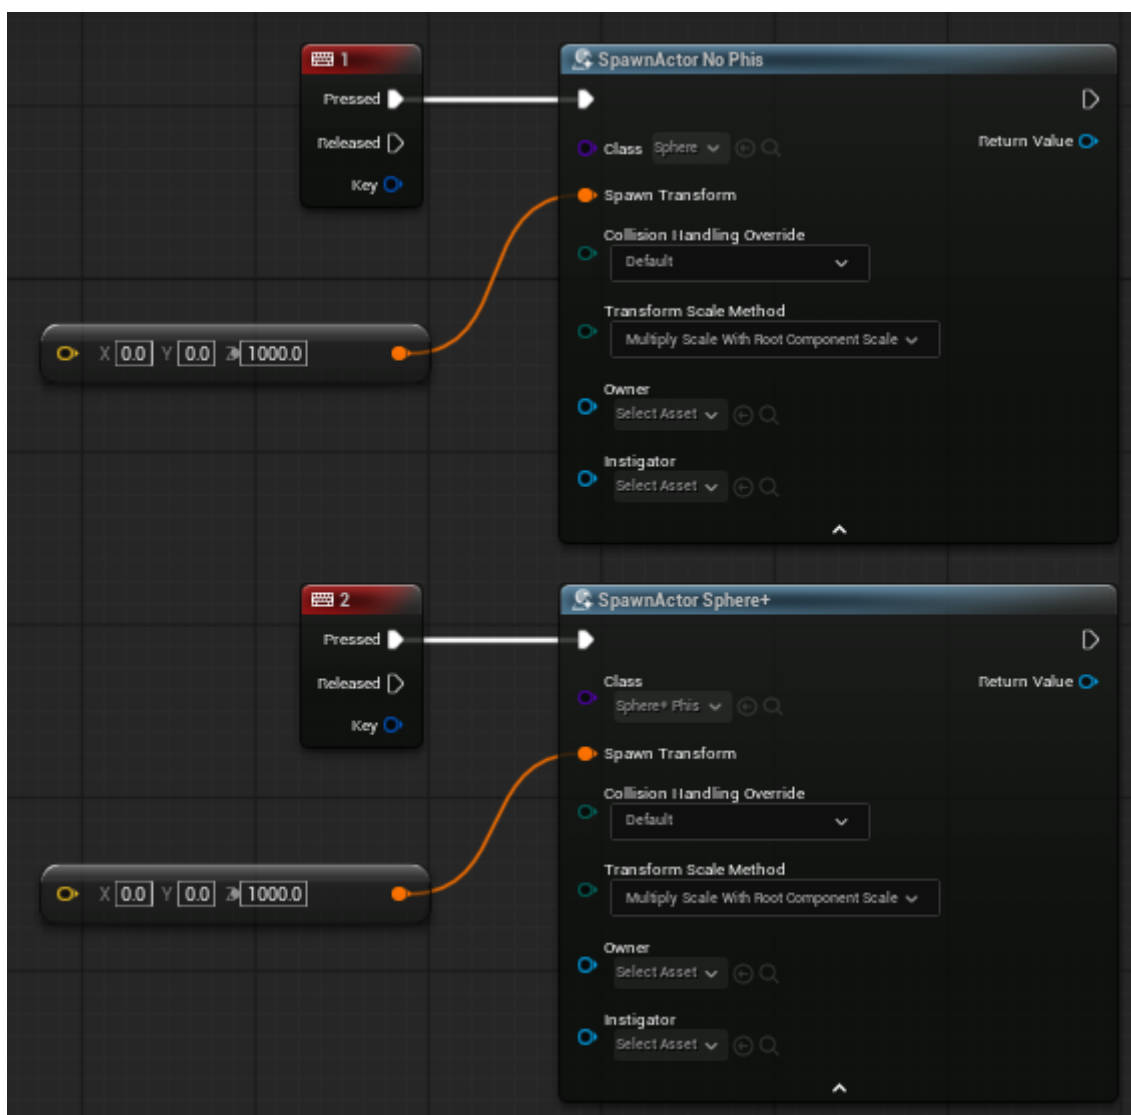 1
SpawnActor No Phis
Pressed
Released
Return Value
Class Sphere
Key
Spawn Transform
Collision Handling Override
Default
Transform Scale Method
Multiply Scale With Root Component Scale
X 0.0 Y 0.0 Z 1000.0
Owner
Select Asset
Instigator
Select Asset
2
SpawnActor Sphere+
Pressed
Released
Class
Return Value
Sphere+ Phis
Key
Spawn Transform
Collision Handling Override
Default
Transform Scale Method
Multiply Scale With Root Component Scale
X 0.0 Y 0.0 Z 1000.0
Owner
Select Asset
Instigator
Select Asset